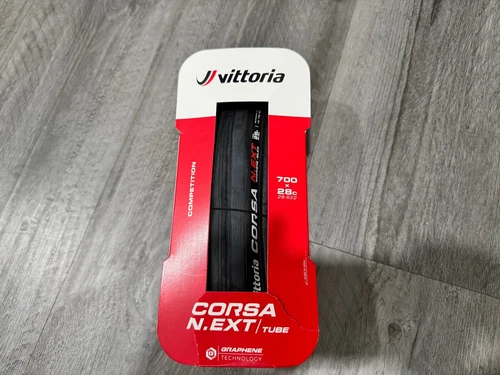 vittoria
COMPETITION
vittoria CORSA N.EXT
700
x
28c
28-622
CORSA
N.EXT/TUBE
G GRAPHENE
TECHNOLOGY